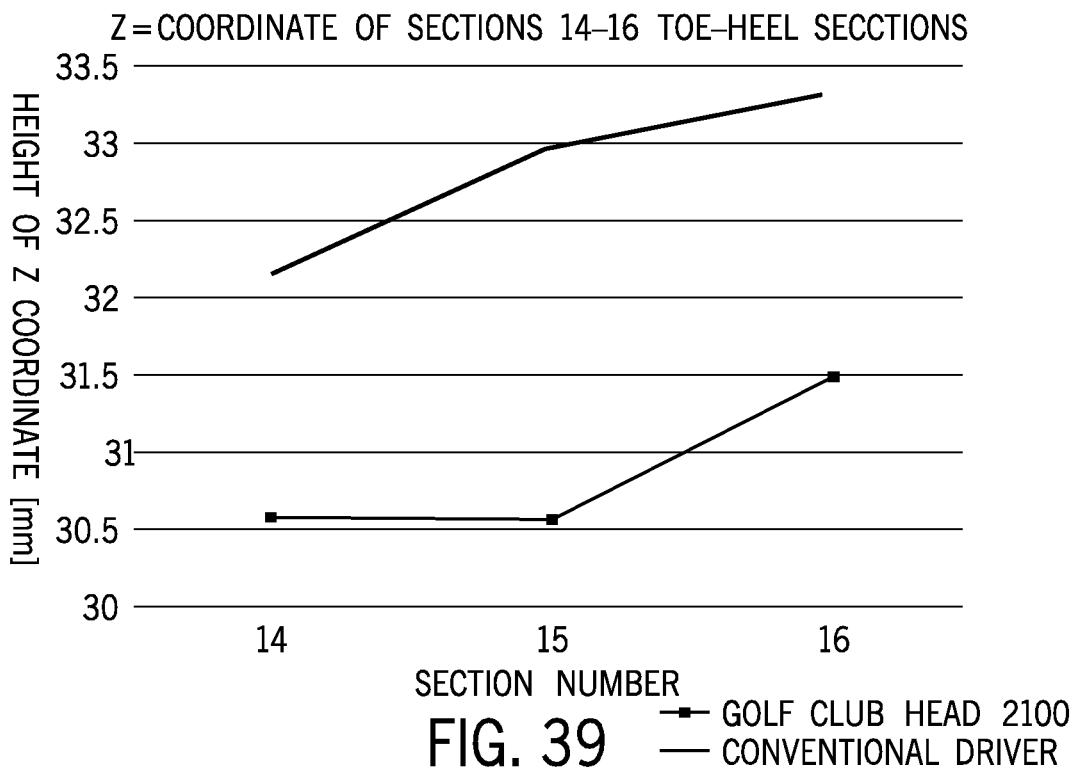 Z=COORDINATE OF SECTIONS 14–16 TOE–HEEL SECCTIONS
HEIGHT OF Z COORDINATE [mm]
33.5
33
32.5
32
31.5
31
30.5
30
14 15 16
SECTION NUMBER
GOLF CLUB HEAD 2100
CONVENTIONAL DRIVER
FIG. 39